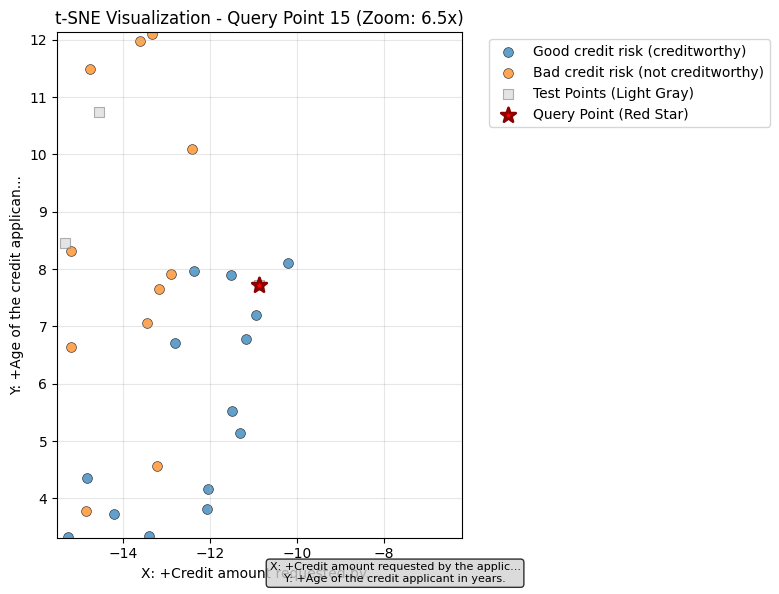 t-SNE Visualization - Query Point 15 (Zoom: 6.5x)
Good credit risk (creditworthy)
Bad credit risk (not creditworthy)
Test Points (Light Gray)
Query Point (Red Star)
12
11
10
9
8
7
6
5
4
Y: +Age of the credit applican...
−14
−12
−10
−8
X: +Credit amount requested by
X: +Credit amount requested by the applic...
Y: +Age of the credit applicant in years.